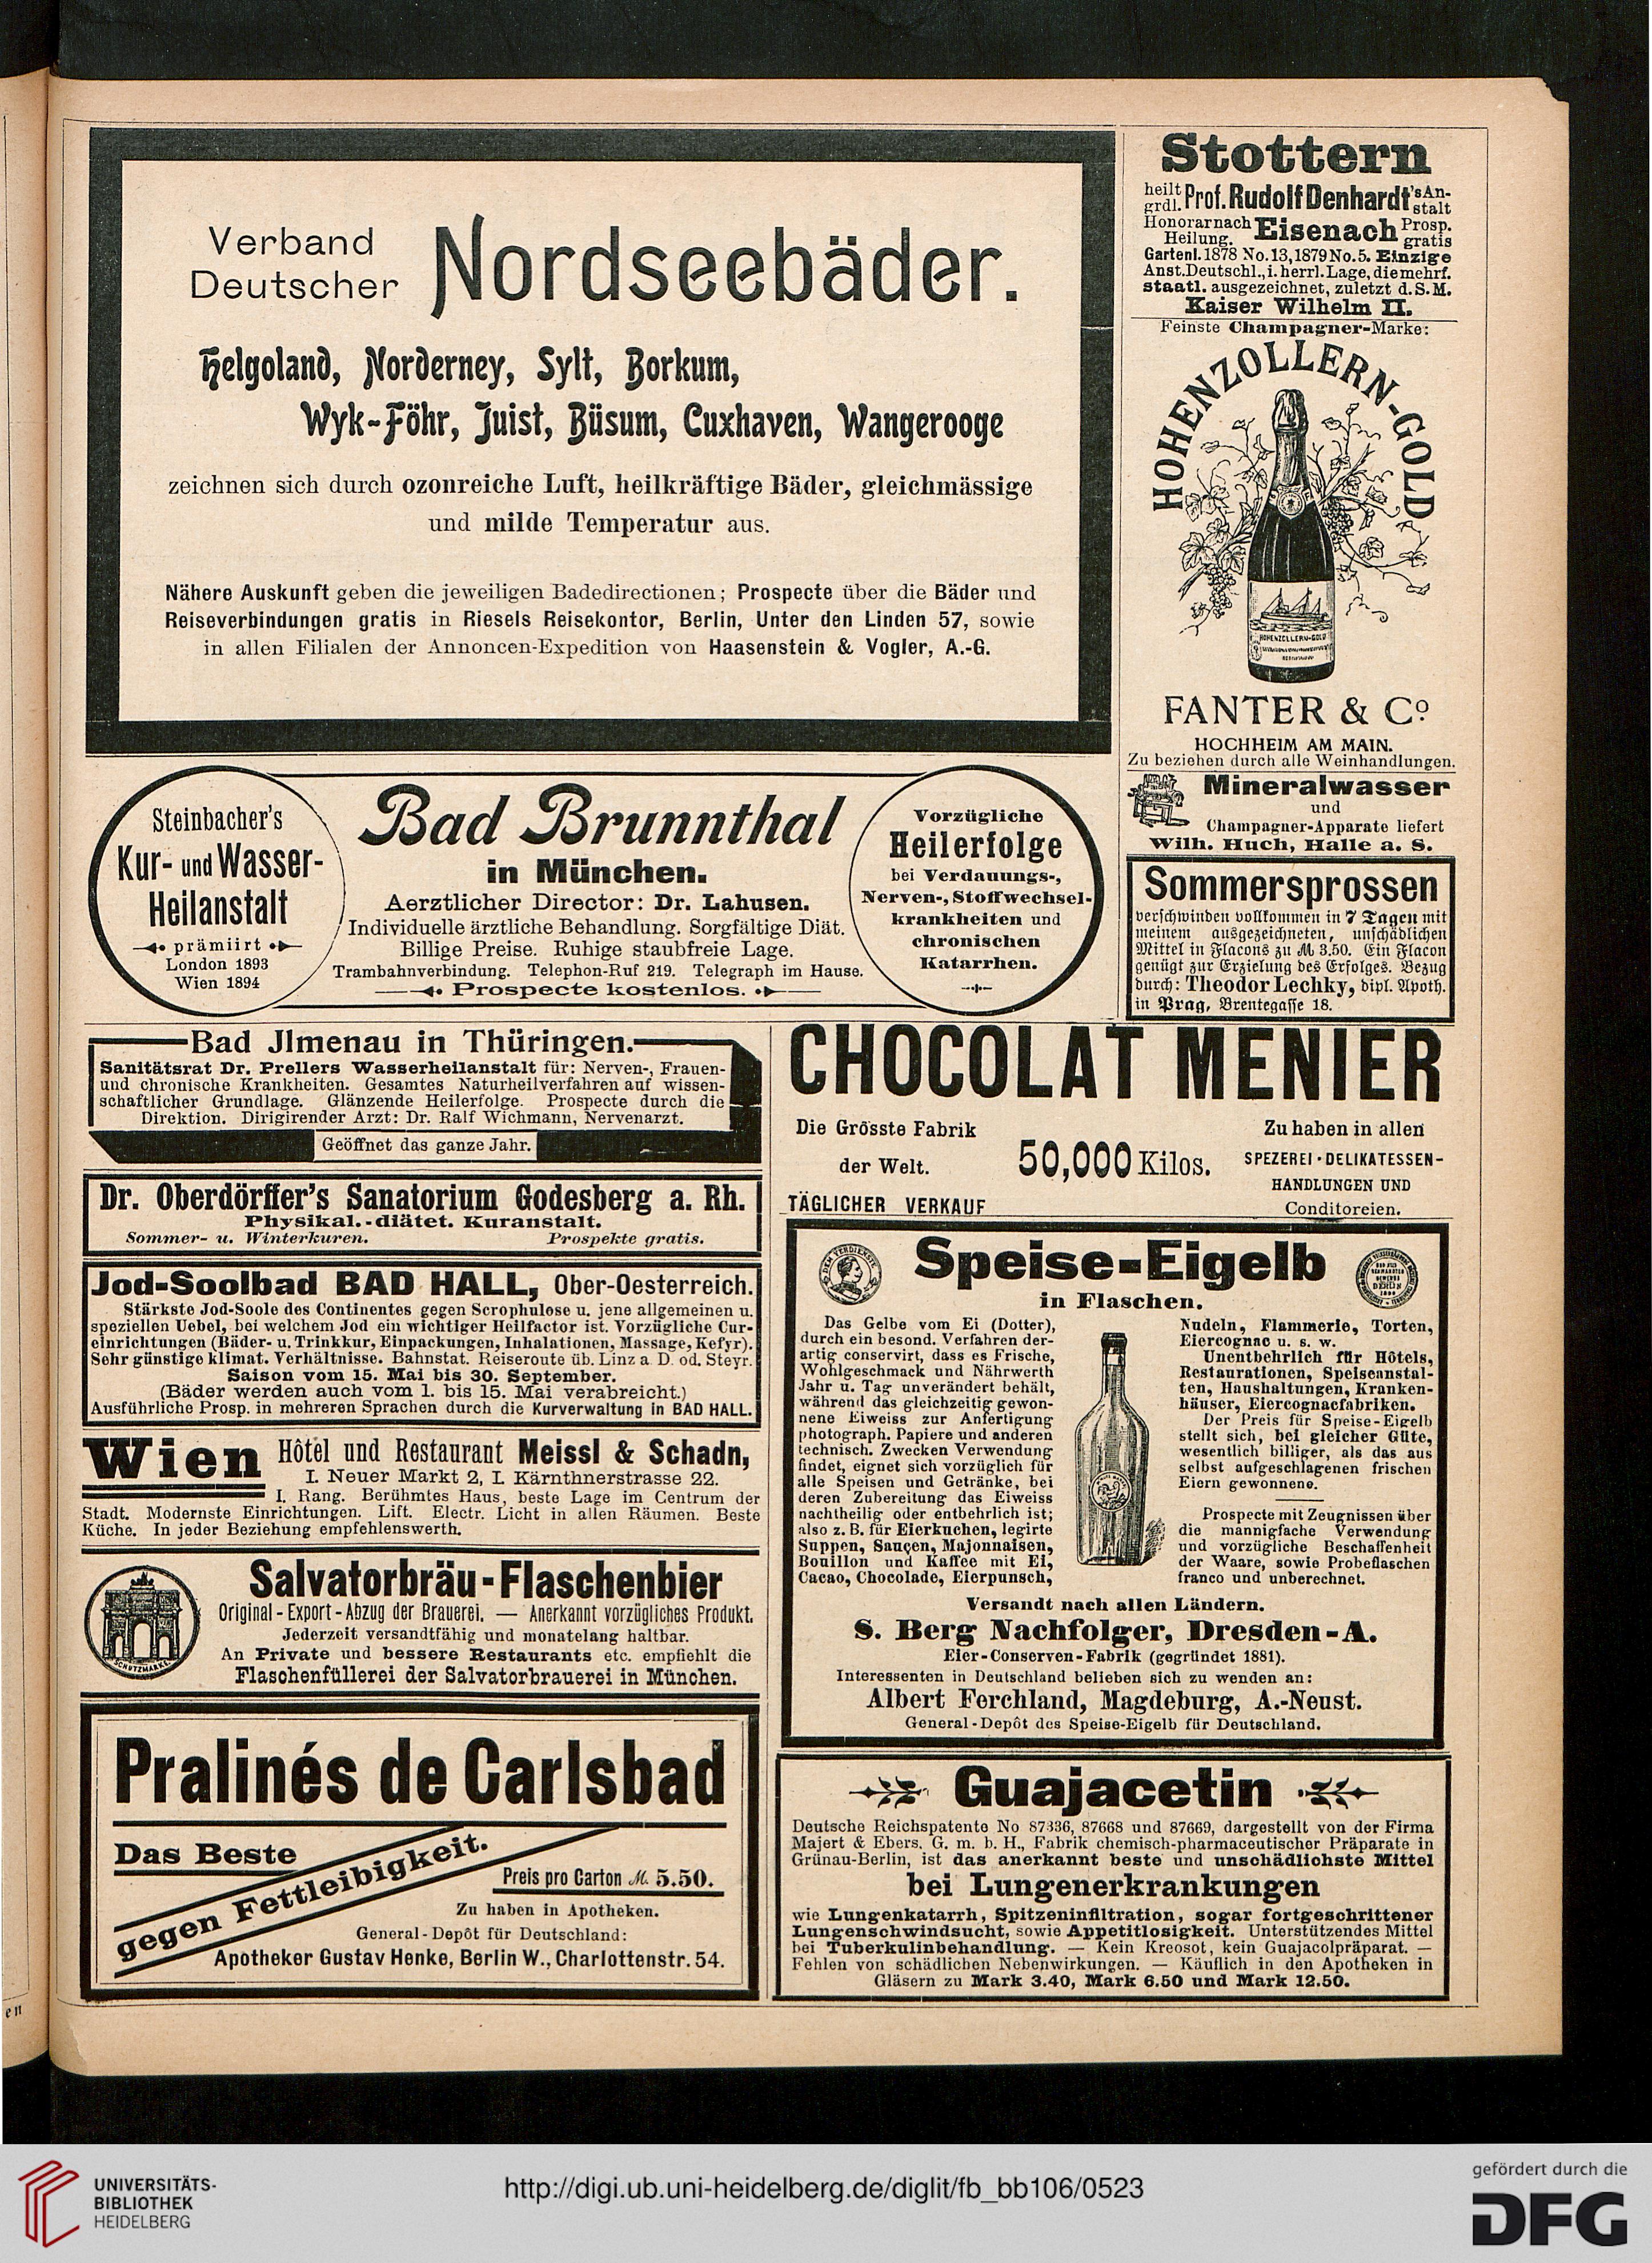 Verband
Deutscher
Nordseebäder.
Helgoland, Norderney, Sylt, Borkum,
Wyk-Föhr, Juist, Büsum, Cuxhaven, Wangerooge
zeichnen sich durch ozonreiche Luft, heilkräftige Bäder, gleichmässige
und milde Temperatur aus.
Nähere Auskunft geben die jeweiligen Badedirectionen; Prospecte über die Bäder und
Reiseverbindungen gratis in Riesels Reisekontor, Berlin, Unter den Linden 57, sowie
in allen Filialen der Annoncen-Expedition von Haasenstein & Vogler, A.-G.
Stottern
heilt Prof. Rudolf Denhardt's An-
grdl. stalt
Honorar nach Eisenach Prosp.
Heilung. gratis
Gartenl. 1878 No. 13, 1879 No. 5. Einzige
Anst. Deutschl., i. herrl. Lage, die mehrf.
staatl. ausgezeichnet, zuletzt d. S. M.
Kaiser Wilhelm II.
Feinste Champagner-Marke:
HOHENZOLLERN-GOLD
HOHENZOLLERN-GOLD
FANTER & Co.
HOCHHEIM AM MAIN.
Zu beziehen durch alle Weinhandlungen.
Mineralwasser
und
Champagner-Apparate liefert
Wilh. Huch, Halle a. S.
Sommersprossen
verschwinden vollkommen in 7 Tagen mit
meinem ausgezeichneten, unschädlichen
Mittel in Flacons zu M 3.50. Ein Flacon
genügt zur Erzielung des Erfolges. Bezug
durch: Theodor Lechky, dipl. Apoth.
in Prag, Brentegasse 18.
Steinbacher's
Kur- und Wasser-
Heilanstalt
prämiirt
London 1893
Wien 1894
Bad Brunnthal
in München.
Aerztlicher Director: Dr. Lahusen.
Individuelle ärztliche Behandlung. Sorgfältige Diät.
Billige Preise. Ruhige staubfreie Lage.
Trambahnverbindung. Telephon-Ruf 219. Telegraph im Hause.
Prospecte kostenlos.
Vorzügliche
Heilerfolge
bei Verdauungs-,
Nerven-, Stoffwechsel-
krankheiten und
chronischen
Katarrhen.
Bad Jlmenau in Thüringen.
Sanitätsrat Dr. Prellers Wasserheilanstalt für: Nerven-, Frauen-
und chronische Krankheiten. Gesamtes Naturheilverfahren auf wissen-
schaftlicher Grundlage. Glänzende Heilerfolge. Prospecte durch die
Direktion. Dirigirender Arzt: Dr. Ralf Wichmann, Nervenarzt.
Geöffnet das ganze Jahr.
Dr. Oberdörffer's Sanatorium Godesberg a. Rh.
Physikal.-diätet. Kuranstalt.
Sommer- u. Winterkuren. Prospekte gratis.
Jod-Soolbad BAD HALL, Ober-Oesterreich.
Stärkste Jod-Soole des Continentes gegen Scrophulose u. jene allgemeinen u.
speziellen Uebel, bei welchem Jod ein wichtiger Heilfactor ist. Vorzügliche Cur-
einrichtungen (Bäder- u. Trinkkur, Einpackungen, Inhalationen, Massage, Kefyr).
Sehr günstige klimat. Verhältnisse. Bahnstat. Reiseroute üb. Linz a D. od. Steyr.
Saison vom 15. Mai bis 30. September.
(Bäder werden auch vom 1. bis 15. Mai verabreicht.)
Ausführliche Prosp. in mehreren Sprachen durch die Kurverwaltung in BAD HALL.
Wien Hôtel und Restaurant Meissl & Schadn,
I. Neuer Markt 2, I. Kärnthnerstrasse 22.
I. Rang. Berühmtes Haus, beste Lage im Centrum der
Stadt. Modernste Einrichtungen. Lift. Electr. Licht in allen Räumen. Beste
Küche. In jeder Beziehung empfehlenswerth.
SCHUTZMARKE.
Salvatorbräu-Flaschenbier
Original-Export-Abzug der Brauerei. — Anerkannt vorzügliches Produkt.
Jederzeit versandtfähig und monatelang haltbar.
An Private und bessere Restaurants etc. empfiehlt die
Flaschenfüllerei der Salvatorbrauerei in München.
Pralinés de Carlsbad
Das Beste
gegen Fettleibigkeit.
Preis pro Carton M. 5.50.
Zu haben in Apotheken.
General-Depôt für Deutschland:
Apotheker Gustav Henke, Berlin W., Charlottenstr. 54.
CHOCOLAT MENIER
Die Grösste Fabrik
der Welt.
TÄGLICHER VERKAUF
50,000 Kilos.
Zu haben in allen
SPEZEREI-DELIKATESSEN-
HANDLUNGEN UND
Conditoreien.
DEM VERDIENSTE
Speise-Eigelb
BERLIN
in Flaschen.
Das Gelbe vom Ei (Dotter),
durch ein besond. Verfahren der-
artig conservirt, dass es Frische,
Wohlgeschmack und Nährwerth
Jahr u. Tag unverändert behält,
während das gleichzeitig gewon-
nene Eiweiss zur Anfertigung
photograph. Papiere und anderen
technisch. Zwecken Verwendung
findet, eignet sich vorzüglich für
alle Speisen und Getränke, bei
deren Zubereitung das Eiweiss
nachtheilig oder entbehrlich ist;
also z. B. für Eierkuchen, legirte
Suppen, Sauçen, Majonnaisen,
Bouillon und Kaffee mit Ei,
Cacao, Chocolade, Eierpunsch,
Nudeln, Flammerie, Torten,
Eiercognac u. s. w.
Unentbehrlich für Hôtels,
Restaurationen, Speiseanstal-
ten, Haushaltungen, Kranken-
häuser, Eiercognacfabriken.
Der Preis für Speise-Eigelb
stellt sich, bei gleicher Güte,
wesentlich billiger, als das aus
selbst aufgeschlagenen frischen
Eiern gewonnene.
Prospecte mit Zeugnissen über
die mannigfache Verwendung
und vorzügliche Beschaffenheit
der Waare, sowie Probeflaschen
franco und unberechnet.
Versandt nach allen Ländern.
S. Berg Nachfolger, Dresden-A.
Eier-Conserven-Fabrik (gegründet 1881).
Interessenten in Deutschland belieben sich zu wenden an:
Albert Ferchland, Magdeburg, A.-Neust.
General-Depôt des Speise-Eigelb für Deutschland.
Guajacetin
Deutsche Reichspatente No 87336, 87668 und 87669, dargestellt von der Firma
Majert & Ebers, G. m. b. H., Fabrik chemisch-pharmaceutischer Präparate in
Grünau-Berlin, ist das anerkannt beste und unschädlichste Mittel
bei Lungenerkrankungen
wie Lungenkatarrh, Spitzeninfiltration, sogar fortgeschrittener
Lungenschwindsucht, sowie Appetitlosigkeit. Unterstützendes Mittel
bei Tuberkulinbehandlung. — Kein Kreosot, kein Guajacolpräparat. —
Fehlen von schädlichen Nebenwirkungen. — Käuflich in den Apotheken in
Gläsern zu Mark 3.40, Mark 6.50 und Mark 12.50.
en
UNIVERSITÄTS-
BIBLIOTHEK
HEIDELBERG
http://digi.ub.uni-heidelberg.de/diglit/fb_bb106/0523
gefördert durch die
DFG